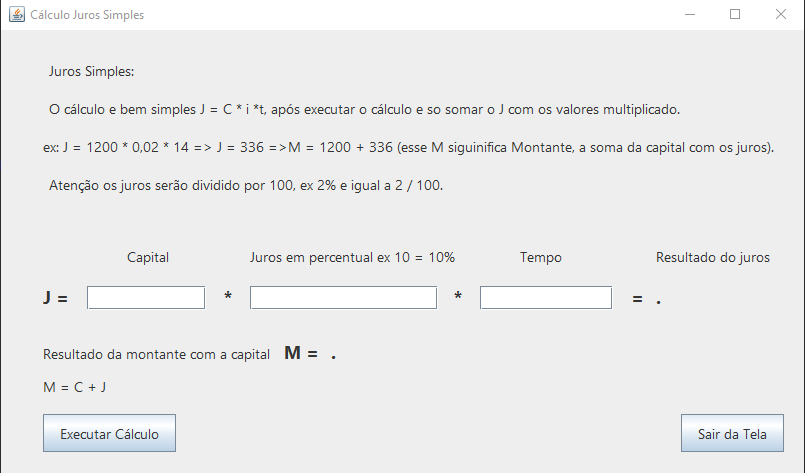 Cálculo Juros Simples
Juros Simples:
O cálculo e bem simples J = C * i *t, após executar o cálculo e so somar o J com os valores multiplicado.
ex: J = 1200 * 0,02 * 14 => J = 336 =>M = 1200 + 336 (esse M siguinifica Montante, a soma da capital com os juros).
Atenção os juros serão dividido por 100, ex 2% e igual a 2 / 100.
Capital Juros em percentual ex 10 = 10% Tempo Resultado do juros
J = * * = .
Resultado da montante com a capital M = .
M = C + J
Executar Cálculo Sair da Tela